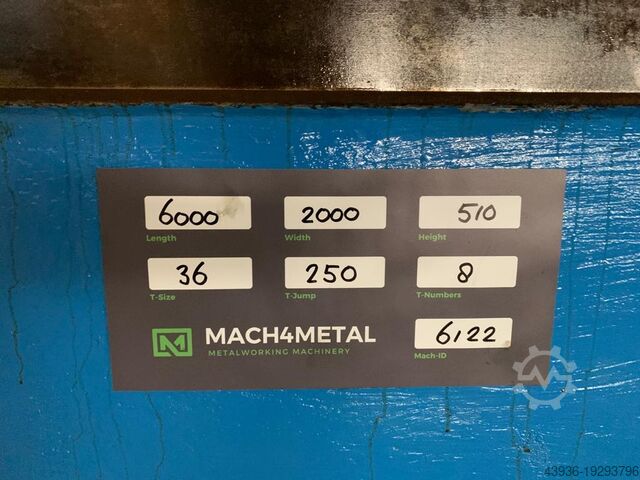 6000 2000 510
Length Width Height
36 250 8
T-Size T-Jump T-Numbers
MACH4METAL 6122
METALWORKING MACHINERY Mach-ID
43936-19293796